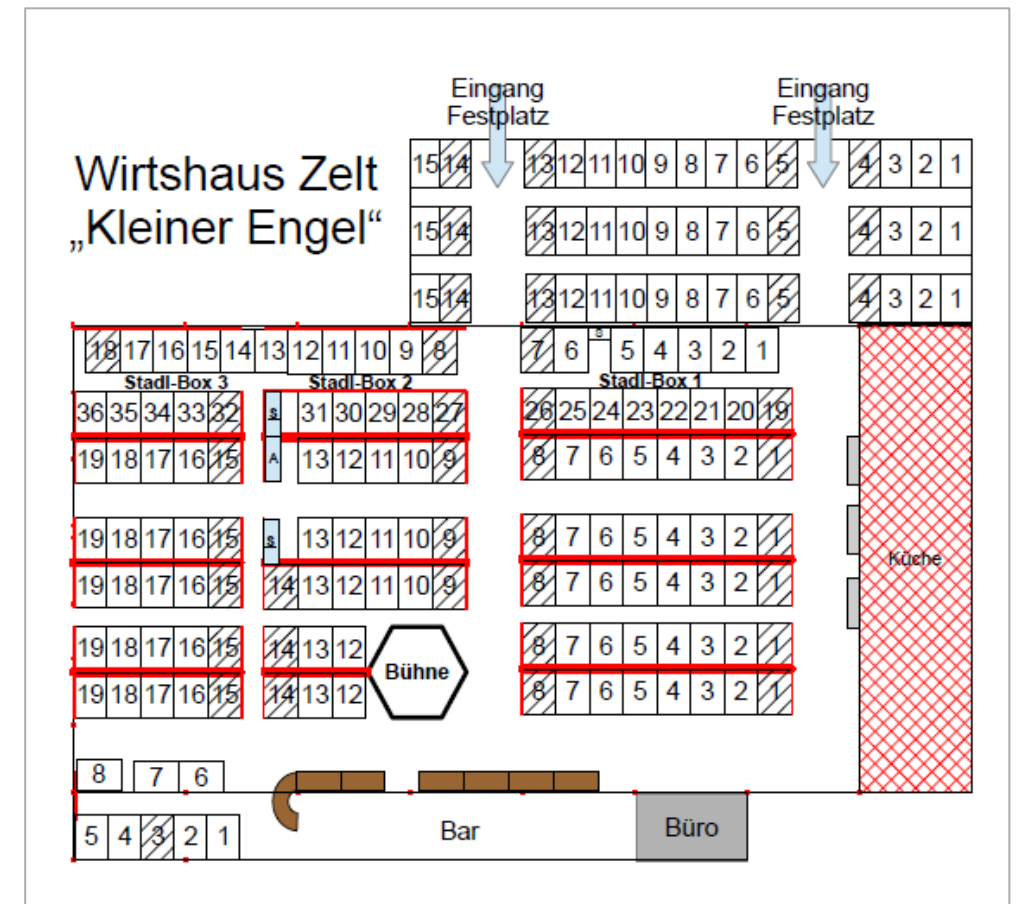 Eingang Festplatz
Eingang Festplatz
Wirtshaus Zelt
„Kleiner Engel“
15 14 13 12 11 10 9 8 7 6 5 4 3 2 1
15 14 13 12 11 10 9 8 7 6 5 4 3 2 1
15 14 13 12 11 10 9 8 7 6 5 4 3 2 1
18 17 16 15 14 13 12 11 10 9 8 7 6 S 5 4 3 2 1
Stadl-Box 3 Stadl-Box 2 Stadl-Box 1
36 35 34 33 32 S 31 30 29 28 27 26 25 24 23 22 21 20 19
19 18 17 16 15 A 13 12 11 10 9 8 7 6 5 4 3 2 1
19 18 17 16 15 S 13 12 11 10 9 8 7 6 5 4 3 2 1
Küche
19 18 17 16 15 14 13 12 11 10 9 8 7 6 5 4 3 2 1
19 18 17 16 15 14 13 12 8 7 6 5 4 3 2 1
Bühne
19 18 17 16 15 14 13 12 8 7 6 5 4 3 2 1
8 7 6
5 4 3 2 1
Bar
Büro